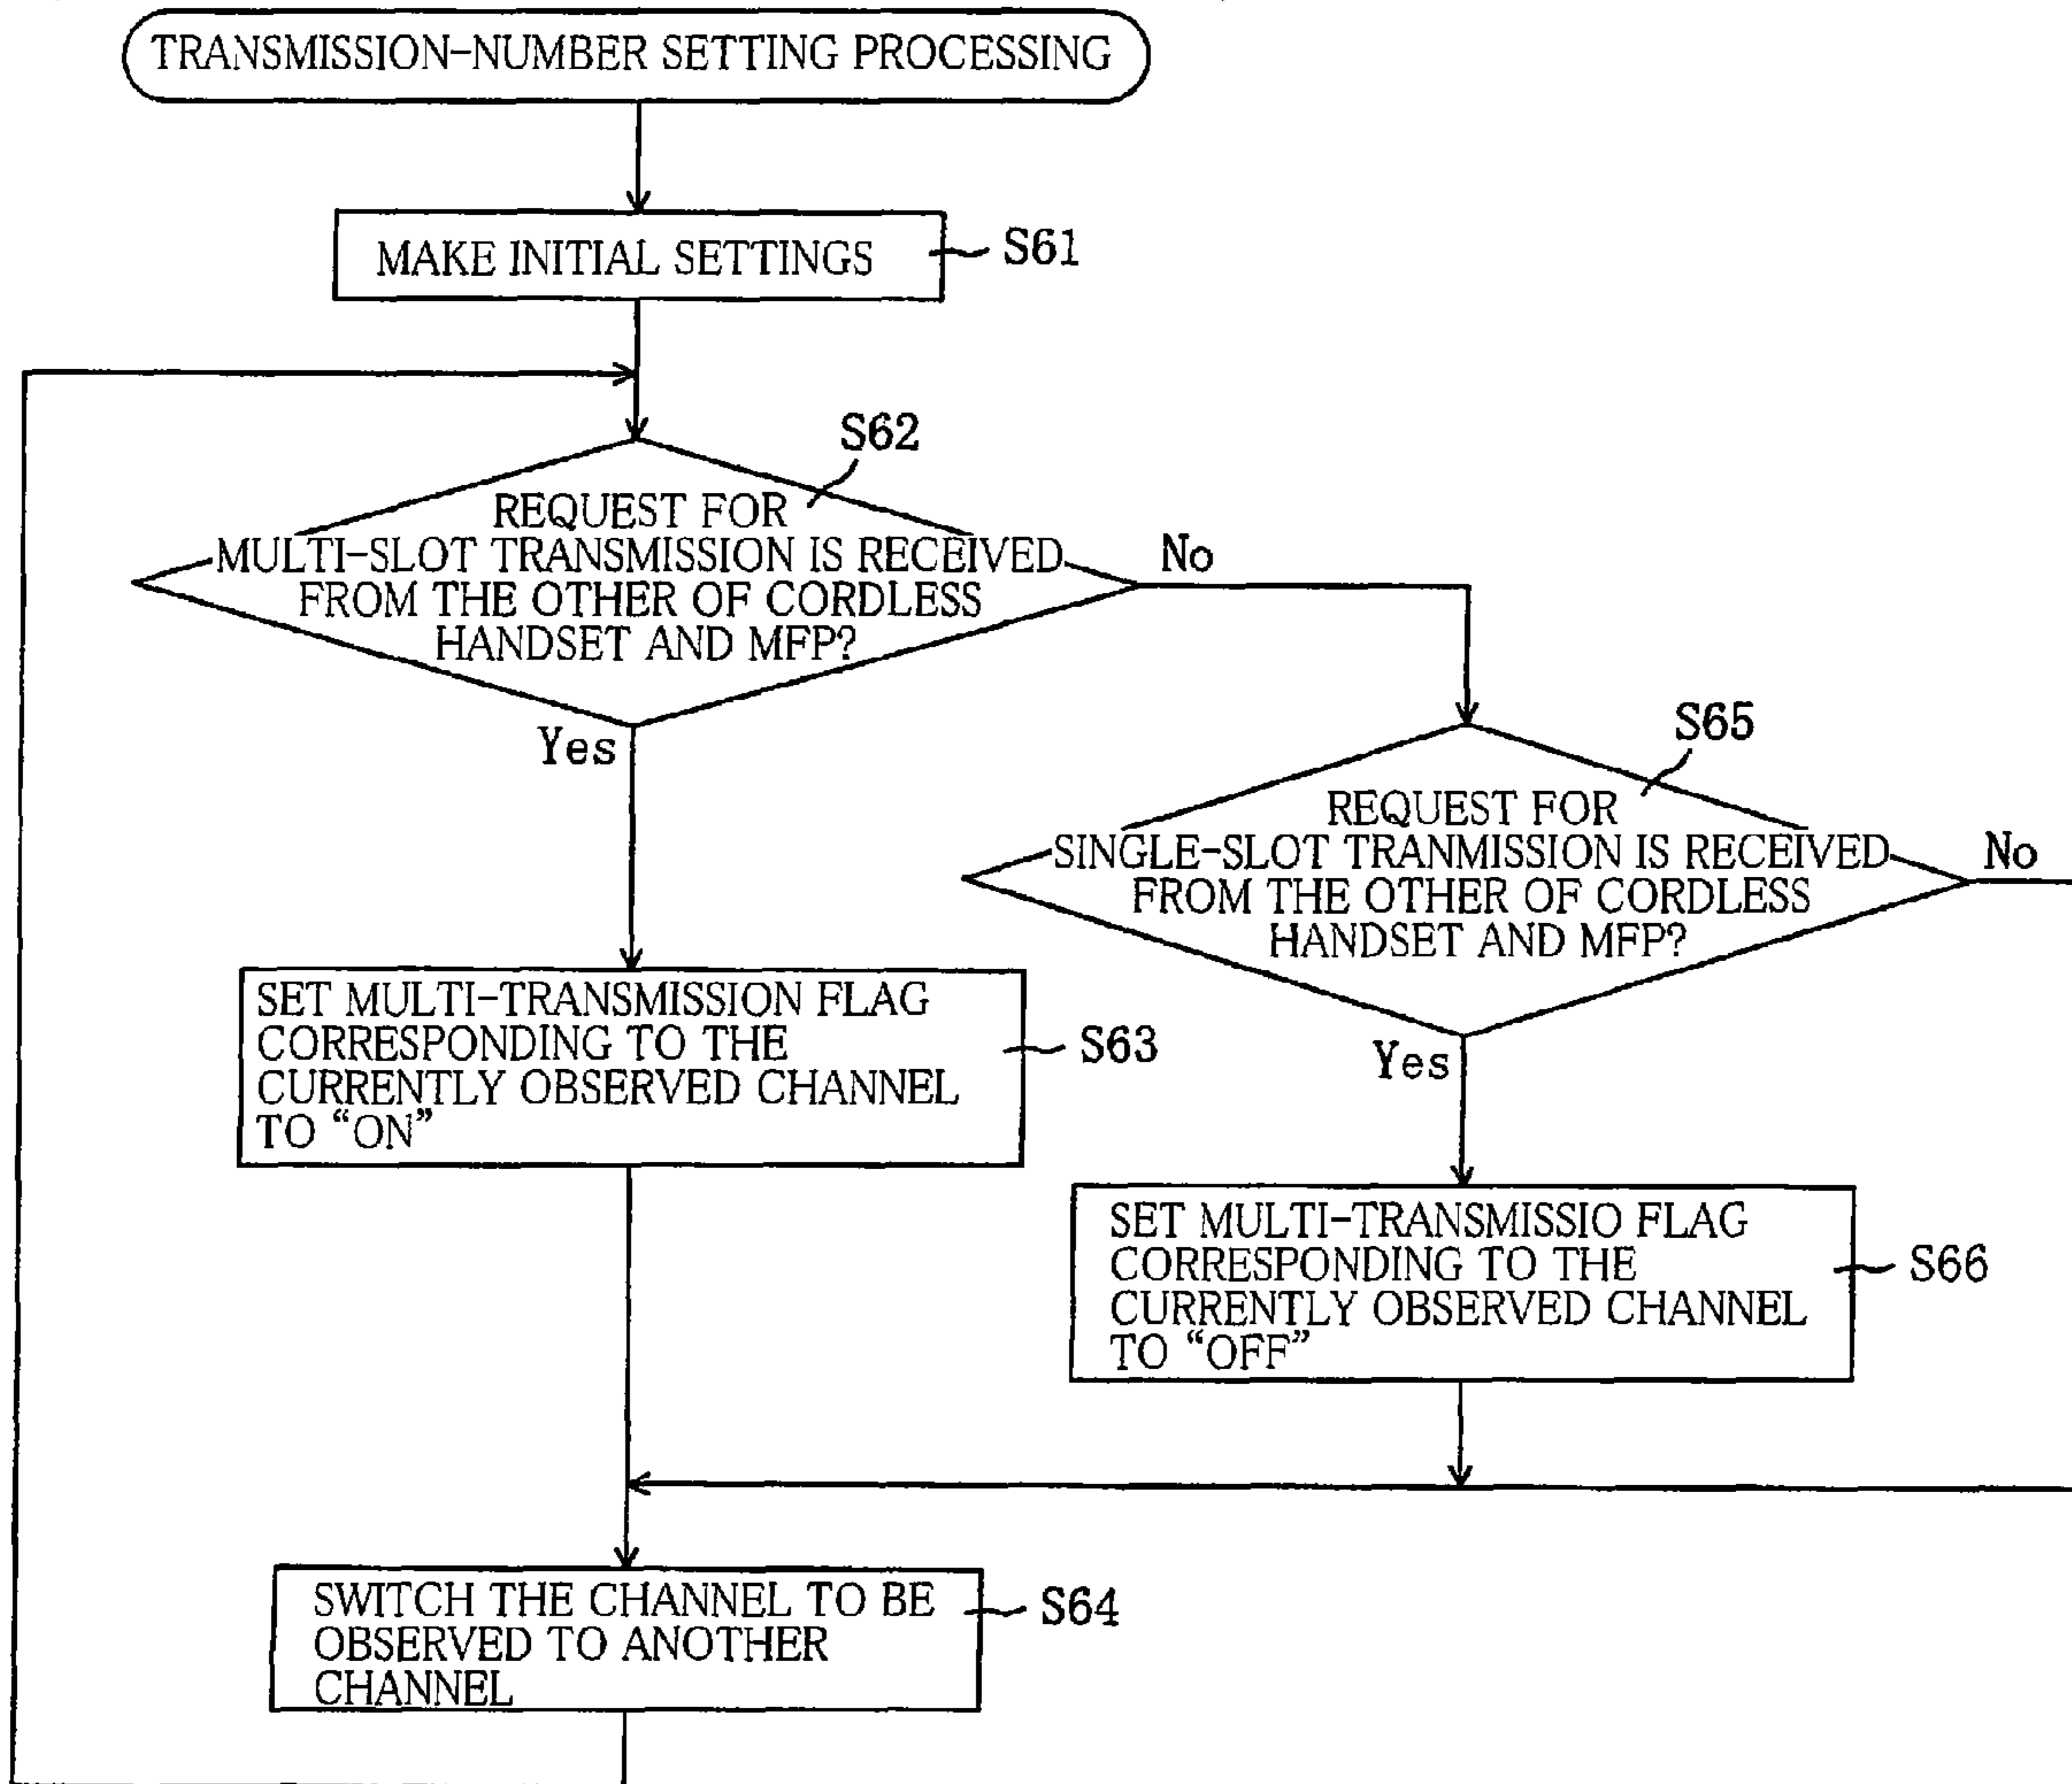 TRANSMISSION-NUMBER SETTING PROCESSING
MAKE INITIAL SETTINGS
S61
S62
REQUEST FOR
MULTI-SLOT TRANSMISSION IS RECEIVED
FROM THE OTHER OF CORDLESS
HANDSET AND MFP?
No
Yes
S65
REQUEST FOR
SINGLE-SLOT TRANMISSION IS RECEIVED
FROM THE OTHER OF CORDLESS
HANDSET AND MFP?
No
Yes
SET MULTI-TRANSMISSION FLAG
CORRESPONDING TO THE
CURRENTLY OBSERVED CHANNEL
TO “ON”
S63
SET MULTI-TRANSMISSIO FLAG
CORRESPONDING TO THE
CURRENTLY OBSERVED CHANNEL
TO “OFF”
S66
SWITCH THE CHANNEL TO BE
OBSERVED TO ANOTHER
CHANNEL
S64